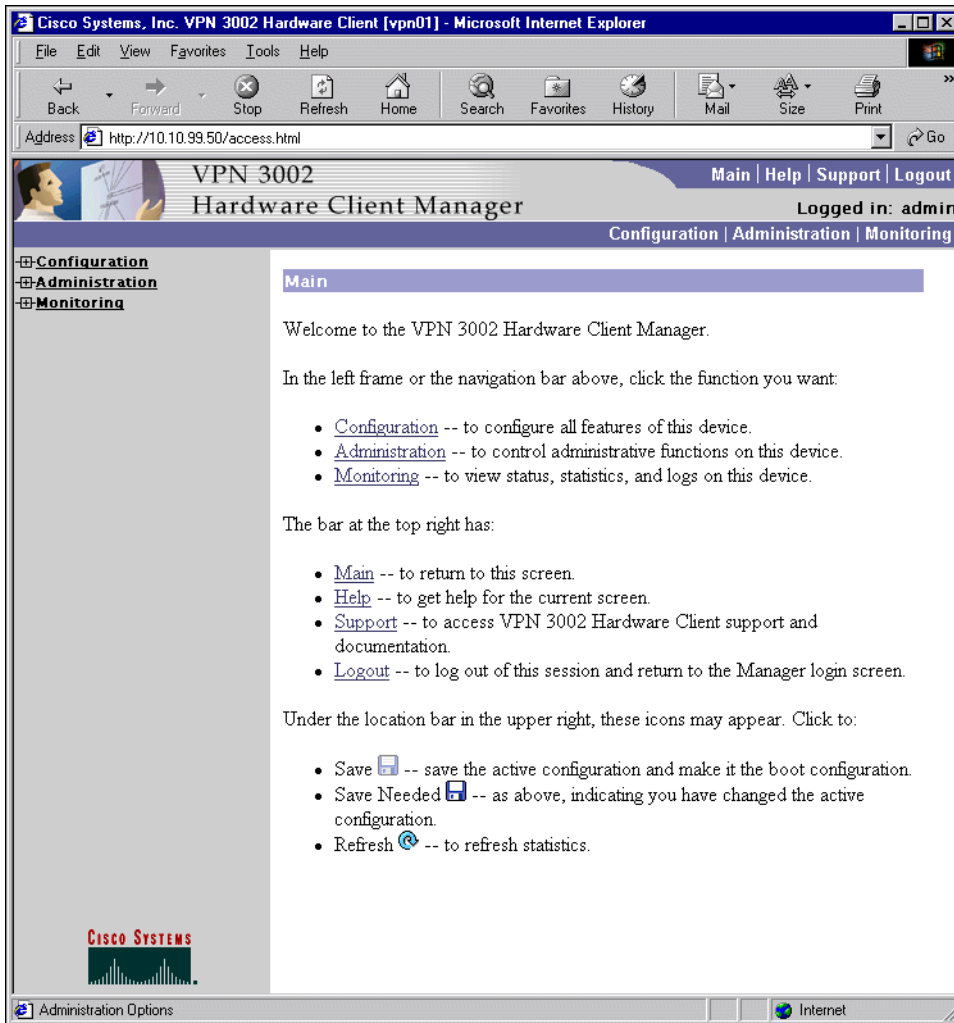 Cisco Systems, Inc. VPN 3002 Hardware Client [vpn01] - Microsoft Internet Explorer
File Edit View Favorites Tools Help
Back Forward Stop Refresh Home Search Favorites History Mail Size Print »
Address http://10.10.99.50/access.html Go
VPN 3002
Hardware Client Manager
Main | Help | Support | Logout
Logged in: admin
Configuration | Administration | Monitoring
Configuration
Administration
Monitoring
Main
Welcome to the VPN 3002 Hardware Client Manager.
In the left frame or the navigation bar above, click the function you want:
• Configuration -- to configure all features of this device.
• Administration -- to control administrative functions on this device.
• Monitoring -- to view status, statistics, and logs on this device.
The bar at the top right has:
• Main -- to return to this screen.
• Help -- to get help for the current screen.
• Support -- to access VPN 3002 Hardware Client support and
documentation.
• Logout -- to log out of this session and return to the Manager login screen.
Under the location bar in the upper right, these icons may appear. Click to:
• Save -- save the active configuration and make it the boot configuration.
• Save Needed -- as above, indicating you have changed the active
configuration.
• Refresh -- to refresh statistics.
CISCO SYSTEMS
Administration Options
Internet